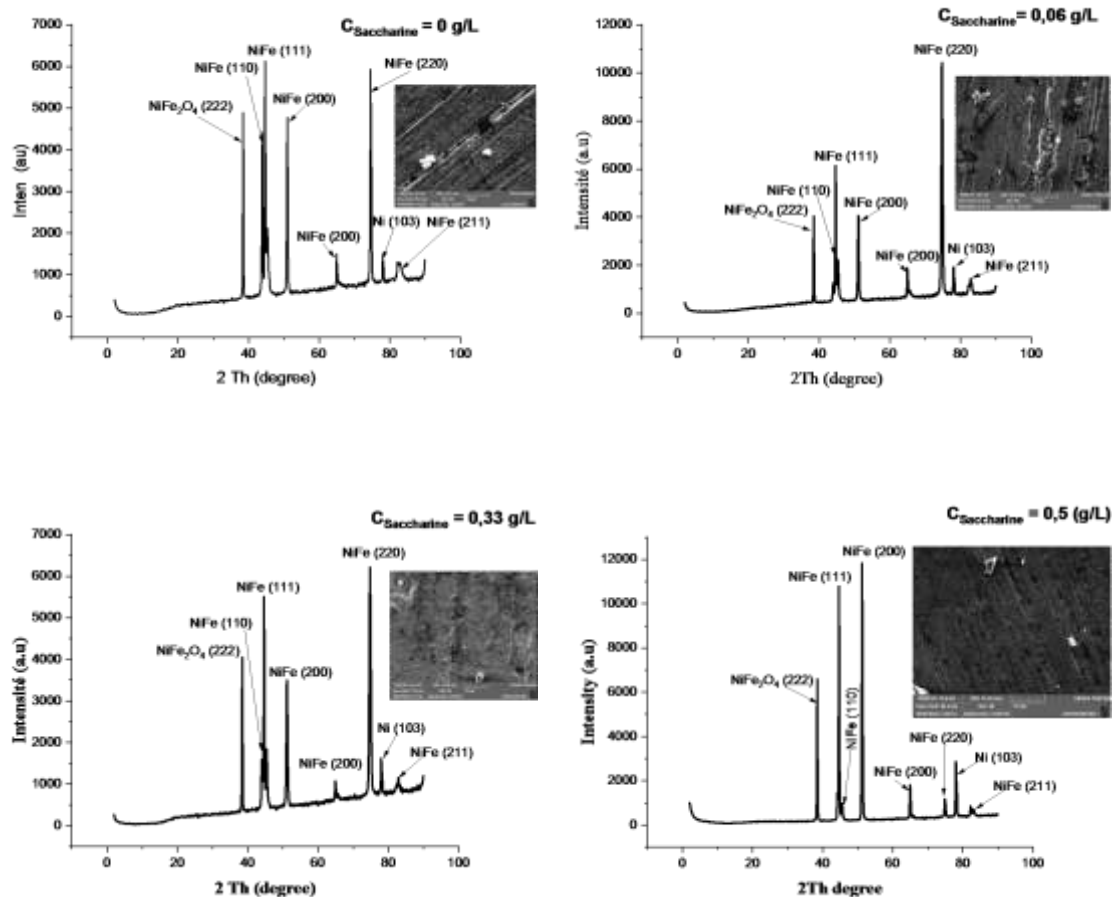 C_Saccharine = 0 g/L
7000
6000
5000
4000
3000
2000
1000
0
Inten (au)
NiFe (111)
NiFe (110)
NiFe₂O₄ (222)
NiFe (200)
NiFe (220)
NiFe (200)
Ni (103)
NiFe (211)
0 20 40 60 80 100
2 Th (degree)
C_Saccharine = 0,06 g/L
12000
10000
8000
6000
4000
2000
0
Intensité (a.u)
NiFe (220)
NiFe (111)
NiFe (110)
NiFe₂O₄ (222)
NiFe (200)
NiFe (200)
Ni (103)
NiFe (211)
0 20 40 60 80 100
2Th (degree)
C_Saccharine = 0,33 g/L
7000
6000
5000
4000
3000
2000
1000
0
Intensité (a.u)
NiFe (220)
NiFe (111)
NiFe (110)
NiFe₂O₄ (222)
NiFe (200)
NiFe (200)
Ni (103)
NiFe (211)
0 20 40 60 80 100
2 Th (degree)
C_Saccharine = 0,5 (g/L)
12000
10000
8000
6000
4000
2000
0
Intensity (a.u)
NiFe (200)
NiFe (111)
NiFe₂O₄ (222)
NiFe (110)
NiFe (220)
Ni (103)
NiFe (200)
NiFe (211)
0 20 40 60 80 100
2Th degree